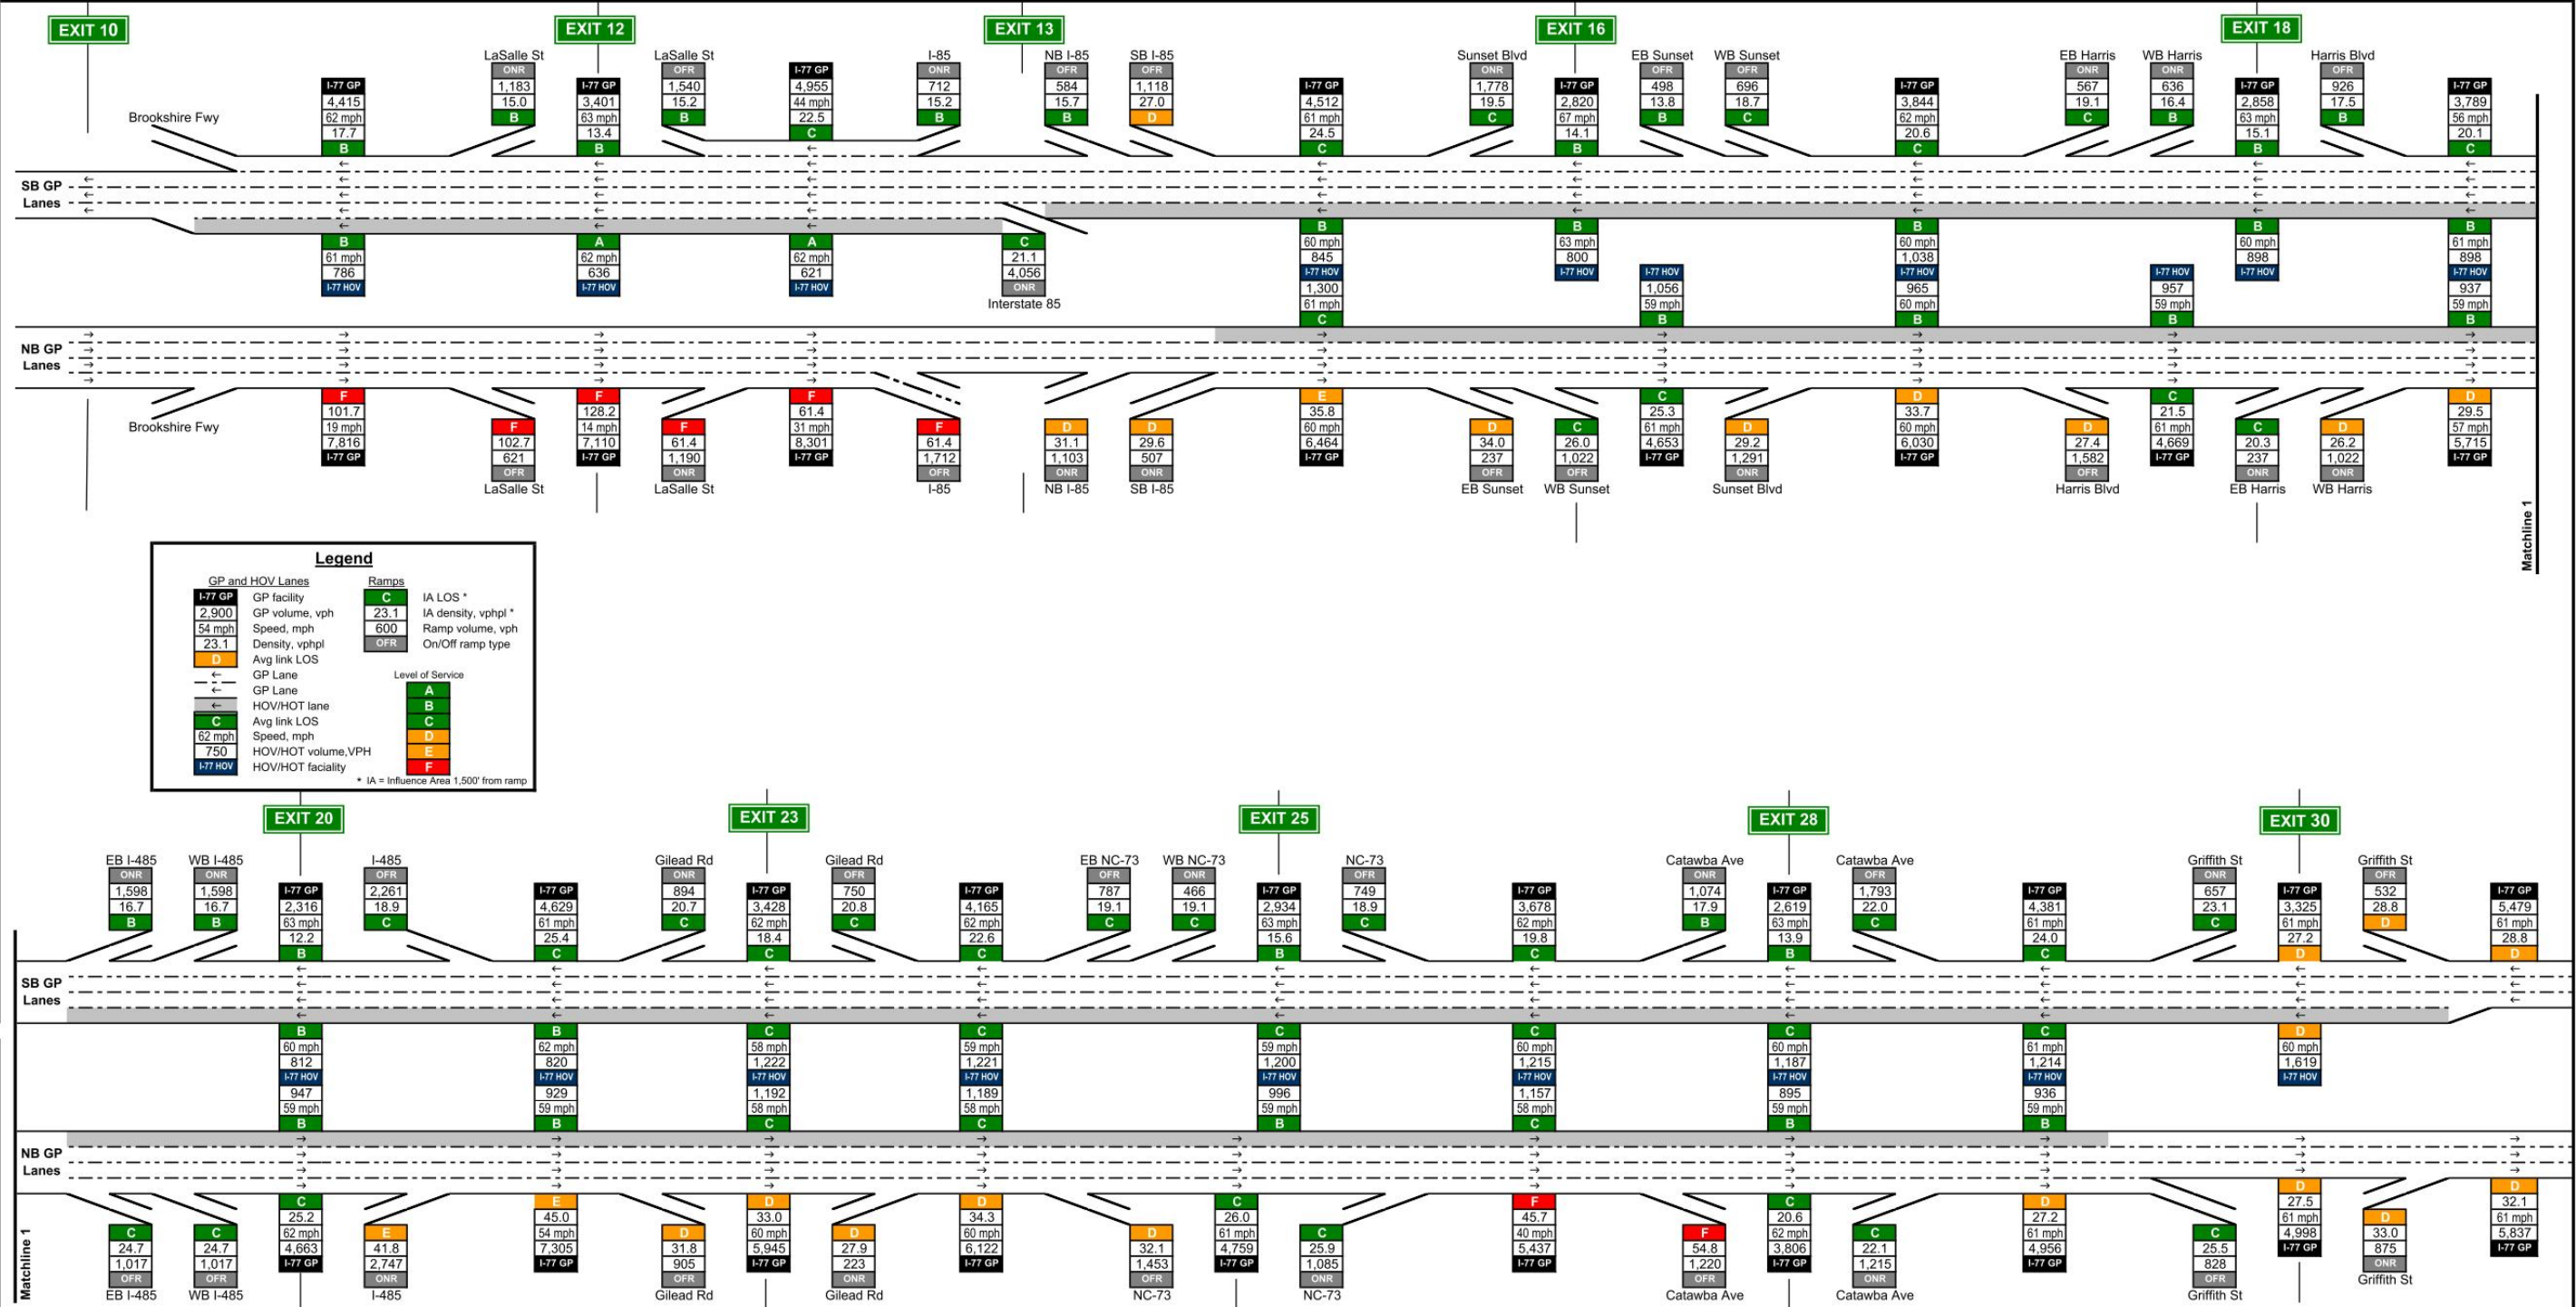 EXIT 10
EXIT 12
EXIT 13
EXIT 16
EXIT 18
Brookshire Fwy
I-77 GP
4,415
62 mph
17.7
B
LaSalle St
ONR
1,183
15.0
B
I-77 GP
3,401
63 mph
13.4
B
LaSalle St
OFR
1,540
15.2
B
I-77 GP
4,955
44 mph
22.5
C
I-85
ONR
712
15.2
B
NB I-85
OFR
584
15.7
B
SB I-85
OFR
1,118
27.0
D
I-77 GP
4,512
61 mph
24.5
C
Sunset Blvd
ONR
1,778
19.5
C
I-77 GP
2,820
67 mph
14.1
B
EB Sunset
OFR
498
13.8
B
WB Sunset
OFR
696
18.7
C
I-77 GP
3,844
62 mph
20.6
C
EB Harris
ONR
567
19.1
C
WB Harris
ONR
636
16.4
B
I-77 GP
2,858
63 mph
15.1
B
Harris Blvd
OFR
926
17.5
B
I-77 GP
3,789
56 mph
20.1
C
SB GP
Lanes
B
61 mph
786
I-77 HOV
A
62 mph
636
I-77 HOV
A
62 mph
621
I-77 HOV
C
21.1
4,056
ONR
Interstate 85
B
60 mph
845
I-77 HOV
1,300
61 mph
C
B
63 mph
800
I-77 HOV
I-77 HOV
1,056
59 mph
B
B
60 mph
1,038
I-77 HOV
965
60 mph
B
I-77 HOV
957
59 mph
B
B
60 mph
898
I-77 HOV
B
61 mph
898
I-77 HOV
937
59 mph
B
NB GP
Lanes
Brookshire Fwy
F
101.7
19 mph
7,816
I-77 GP
F
102.7
621
OFR
LaSalle St
F
128.2
14 mph
7,110
I-77 GP
F
61.4
1,190
ONR
LaSalle St
F
61.4
31 mph
8,301
I-77 GP
F
61.4
1,712
OFR
I-85
D
31.1
1,103
ONR
NB I-85
D
29.6
507
ONR
SB I-85
E
35.8
60 mph
6,464
I-77 GP
D
34.0
237
OFR
EB Sunset
C
26.0
1,022
OFR
WB Sunset
C
25.3
61 mph
4,653
I-77 GP
D
29.2
1,291
ONR
Sunset Blvd
D
33.7
60 mph
6,030
I-77 GP
D
27.4
1,582
OFR
Harris Blvd
C
21.5
61 mph
4,669
I-77 GP
C
20.3
237
ONR
EB Harris
D
26.2
1,022
ONR
WB Harris
D
29.5
57 mph
5,715
I-77 GP
Matchline 1
Legend
GP and HOV Lanes
I-77 GP GP facility
2,900 GP volume, vph
54 mph Speed, mph
23.1 Density, vphpl
D Avg link LOS
GP Lane
GP Lane
HOV/HOT lane
C Avg link LOS
62 mph Speed, mph
750 HOV/HOT volume,VPH
I-77 HOV HOV/HOT faciality
Ramps
C IA LOS *
23.1 IA density, vphpl *
600 Ramp volume, vph
OFR On/Off ramp type
Level of Service
A
B
C
D
E
F
* IA = Influence Area 1,500' from ramp
EXIT 20
EXIT 23
EXIT 25
EXIT 28
EXIT 30
EB I-485
ONR
1,598
16.7
B
WB I-485
ONR
1,598
16.7
B
I-77 GP
2,316
63 mph
12.2
B
I-485
OFR
2,261
18.9
C
I-77 GP
4,629
61 mph
25.4
C
Gilead Rd
ONR
894
20.7
C
I-77 GP
3,428
62 mph
18.4
C
Gilead Rd
OFR
750
20.8
C
I-77 GP
4,165
62 mph
22.6
C
EB NC-73
ONR
787
19.1
C
WB NC-73
ONR
466
19.1
C
I-77 GP
2,934
63 mph
15.6
B
NC-73
OFR
749
18.9
C
I-77 GP
3,678
62 mph
19.8
C
Catawba Ave
ONR
1,074
17.9
B
I-77 GP
2,619
63 mph
13.9
B
Catawba Ave
OFR
1,793
22.0
C
I-77 GP
4,381
61 mph
24.0
C
Griffith St
ONR
657
23.1
C
I-77 GP
3,325
61 mph
27.2
D
Griffith St
OFR
532
28.8
D
I-77 GP
5,479
61 mph
28.8
D
SB GP
Lanes
B
60 mph
812
I-77 HOV
947
59 mph
B
B
62 mph
820
I-77 HOV
929
59 mph
B
C
58 mph
1,222
I-77 HOV
1,192
58 mph
C
C
59 mph
1,221
I-77 HOV
1,189
58 mph
C
C
59 mph
1,200
I-77 HOV
996
59 mph
B
C
60 mph
1,215
I-77 HOV
1,157
58 mph
C
C
60 mph
1,187
I-77 HOV
895
59 mph
B
C
61 mph
1,214
I-77 HOV
936
59 mph
B
D
60 mph
1,619
I-77 HOV
NB GP
Lanes
Matchline 1
C
24.7
1,017
OFR
EB I-485
C
24.7
1,017
OFR
WB I-485
C
25.2
62 mph
4,663
I-77 GP
E
41.8
2,747
ONR
I-485
E
45.0
54 mph
7,305
I-77 GP
D
31.8
905
OFR
Gilead Rd
D
33.0
60 mph
5,945
I-77 GP
D
27.9
223
ONR
Gilead Rd
D
34.3
60 mph
6,122
I-77 GP
D
32.1
1,453
OFR
NC-73
C
26.0
61 mph
4,759
I-77 GP
C
25.9
1,085
ONR
NC-73
F
45.7
40 mph
5,437
I-77 GP
F
54.8
1,220
OFR
Catawba Ave
C
20.6
62 mph
3,806
I-77 GP
C
22.1
1,215
ONR
Catawba Ave
D
27.2
61 mph
4,956
I-77 GP
C
25.5
828
OFR
Griffith St
D
27.5
61 mph
4,998
I-77 GP
D
33.0
875
ONR
Griffith St
D
32.1
61 mph
5,837
I-77 GP